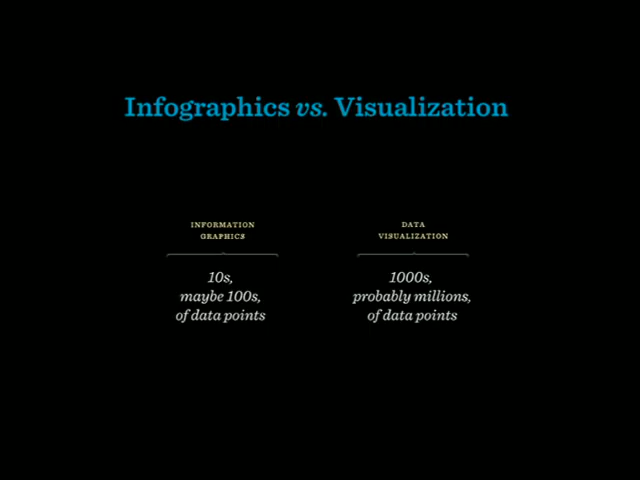 Infographics vs. Visualization
INFORMATION
GRAPHICS
10s,
maybe 100s,
of data points
DATA
VISUALIZATION
1000s,
probably millions,
of data points